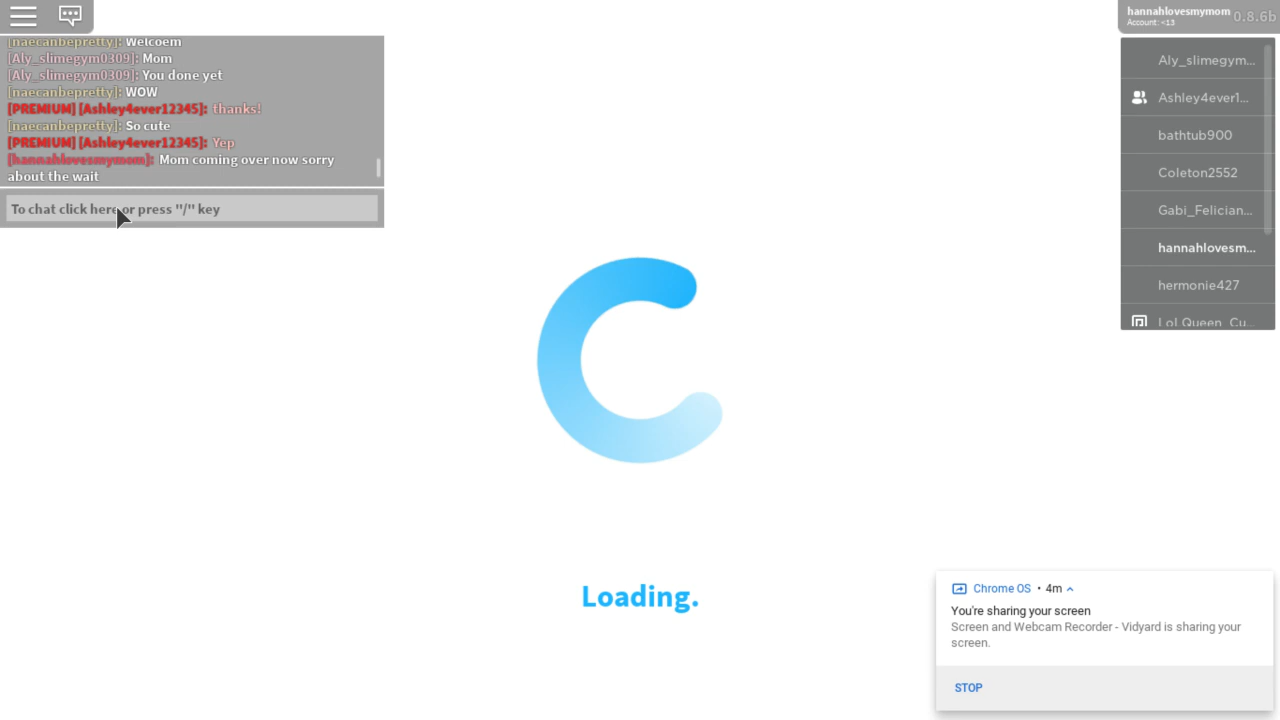 hannahlovesmymom
Account: <13
0.8.6b
[naecanbepretty]: Welcoem
[Aly_slimegym0309]: Mom
[Aly_slimegym0309]: You done yet
[naecanbepretty]: WOW
[PREMIUM] [Ashley4ever12345]: thanks!
[naecanbepretty]: So cute
[PREMIUM] [Ashley4ever12345]: Yep
[hannahlovesmymom]: Mom coming over now sorry
about the wait
To chat click here or press "/" key
Aly_slimegym...
Ashley4ever1...
bathtub900
Coleton2552
Gabi_Felician...
hannahlovesm...
hermonie427
Lol Queen_Cu...
Loading.
Chrome OS • 4m
You're sharing your screen
Screen and Webcam Recorder - Vidyard is sharing your
screen.
STOP